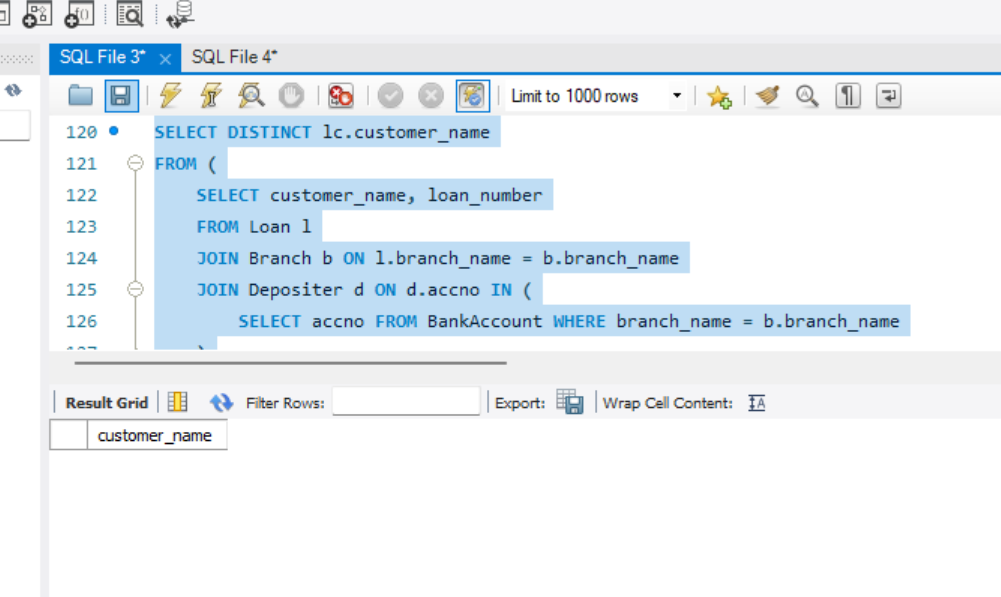 SQL File 3* ×
SQL File 4*
Limit to 1000 rows
120 SELECT DISTINCT lc.customer_name
121 FROM (
122 SELECT customer_name, loan_number
123 FROM Loan l
124 JOIN Branch b ON l.branch_name = b.branch_name
125 JOIN Depositer d ON d.accno IN (
126 SELECT accno FROM BankAccount WHERE branch_name = b.branch_name
Result Grid Filter Rows: Export: Wrap Cell Content:
customer_name